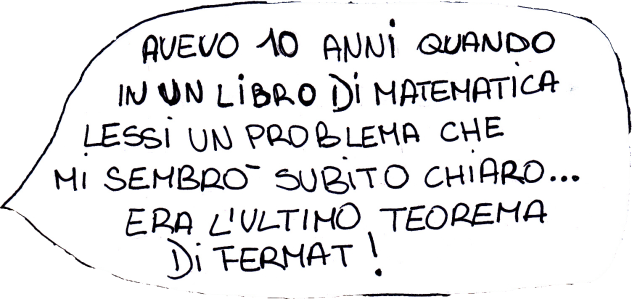 AVEVO 10 ANNI QUANDO
IN UN LIBRO DI MATEMATICA
LESSI UN PROBLEMA CHE
MI SEMBRÒ SUBITO CHIARO...
ERA L'ULTIMO TEOREMA
DI FERMAT!